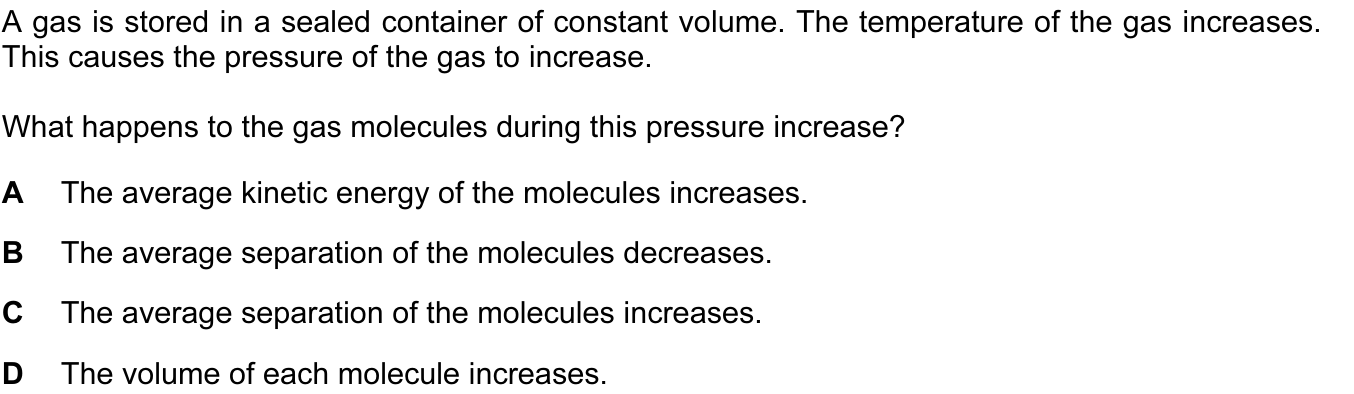 A gas is stored in a sealed container of constant volume. The temperature of the gas increases.
This causes the pressure of the gas to increase.
What happens to the gas molecules during this pressure increase?
A The average kinetic energy of the molecules increases.
B The average separation of the molecules decreases.
C The average separation of the molecules increases.
D The volume of each molecule increases.